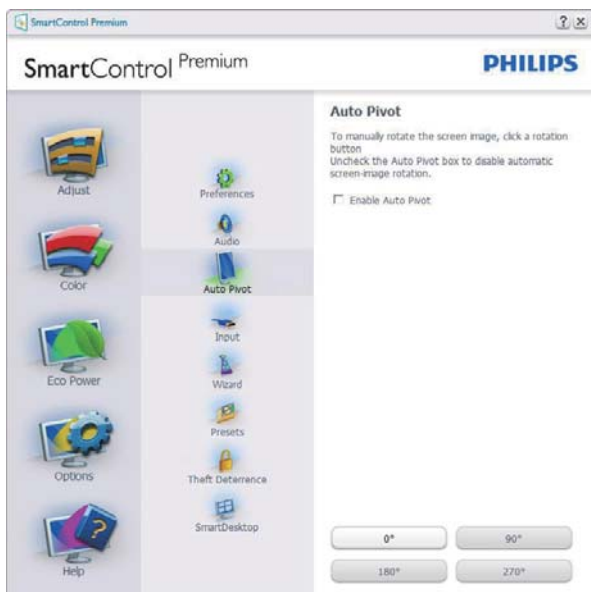 SmartControl Premium
SmartControl Premium
PHILIPS
Adjust
Color
Eco Power
Options
Help
Preferences
Audio
Auto Pivot
Input
Wizard
Presets
Theft Deterrence
SmartDesktop
Auto Pivot
To manually rotate the screen image, click a rotation
button
Uncheck the Auto Pivot box to disable automatic
screen-image rotation.
Enable Auto Pivot
0°
90°
180°
270°